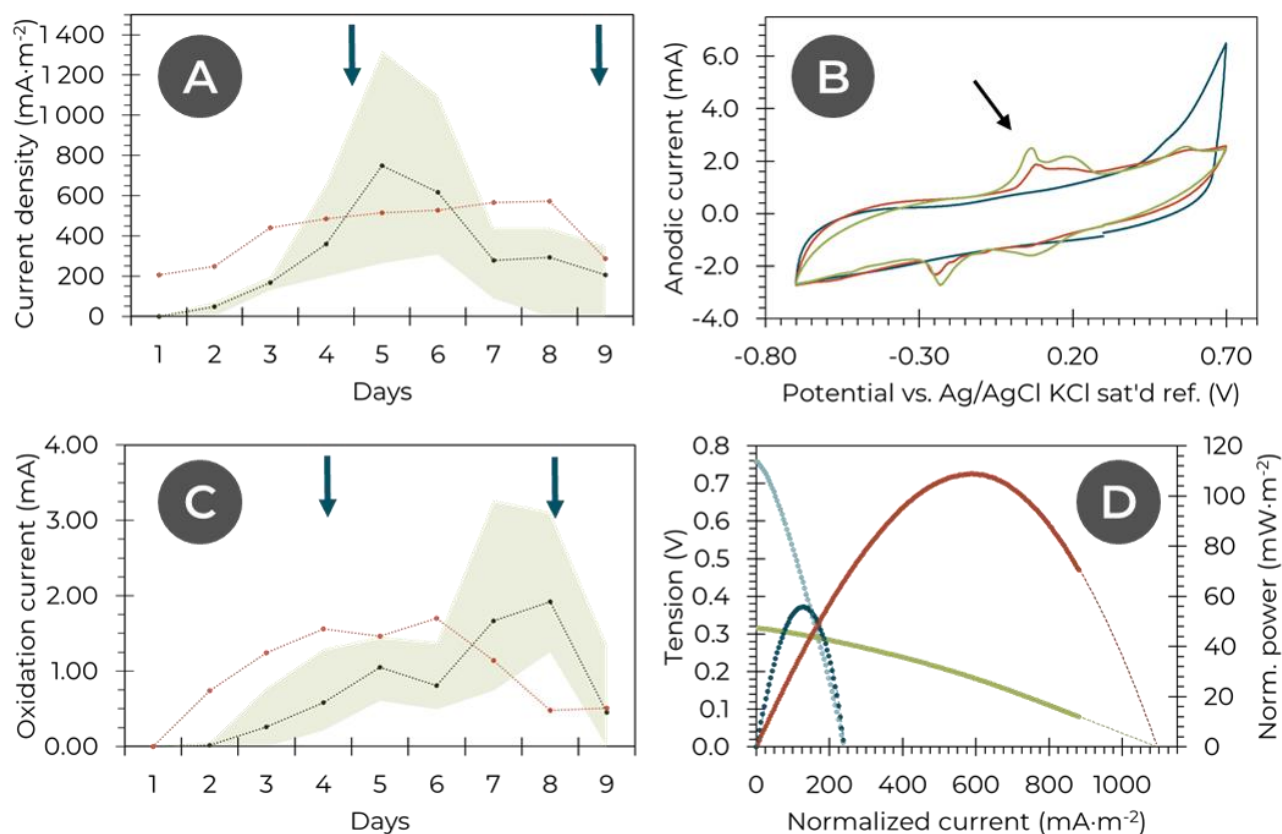 A
Current density (mA·m-2)
1400
1200
1000
800
600
400
200
0
1 2 3 4 5 6 7 8 9
Days
B
Anodic current (mA)
6.0
4.0
2.0
0.0
-2.0
-4.0
-0.80 -0.30 0.20 0.70
Potential vs. Ag/AgCl KCl sat'd ref. (V)
C
Oxidation current (mA)
4.00
3.00
2.00
1.00
0.00
1 2 3 4 5 6 7 8 9
Days
D
Tension (V)
0.8
0.7
0.6
0.5
0.4
0.3
0.2
0.1
0.0
0 200 400 600 800 1000
Normalized current (mA·m-2)
120
100
80
60
40
20
0
Norm. power (mW·m-2)